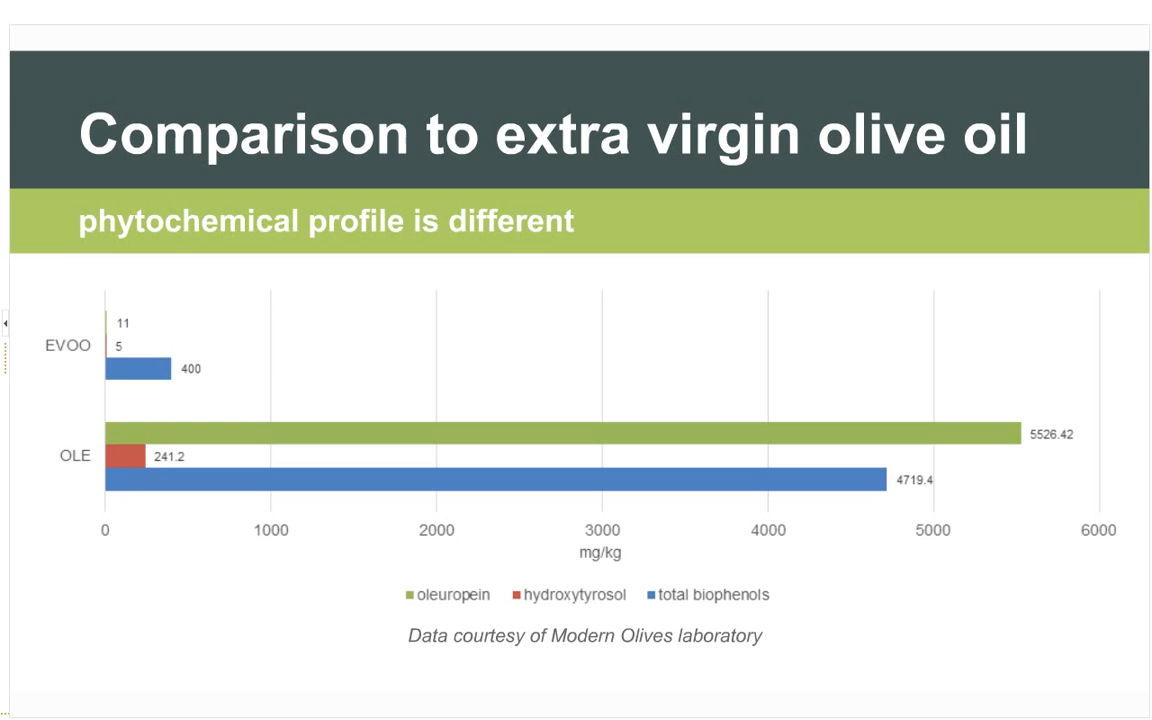 Comparison to extra virgin olive oil
phytochemical profile is different
EVOO
11
5
400
OLE
5526.42
241.2
4719.4
0 1000 2000 3000 4000 5000 6000
mg/kg
oleuropein hydroxytyrosol total biophenols
Data courtesy of Modern Olives laboratory